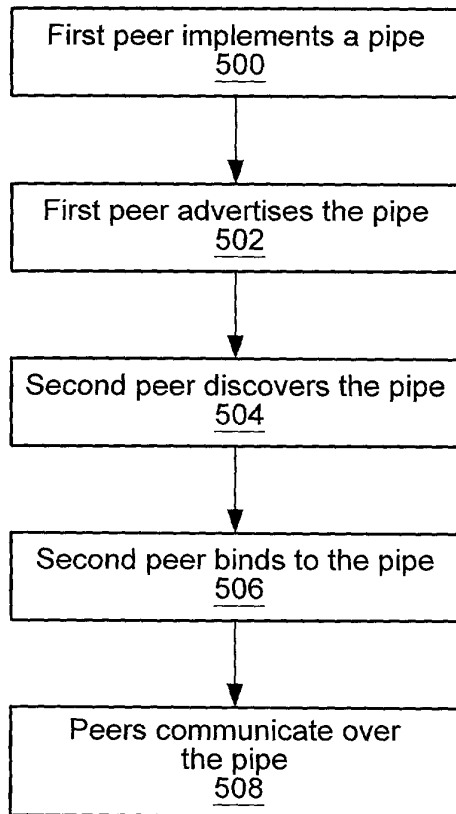 First peer implements a pipe
500
First peer advertises the pipe
502
Second peer discovers the pipe
504
Second peer binds to the pipe
506
Peers communicate over
the pipe
508